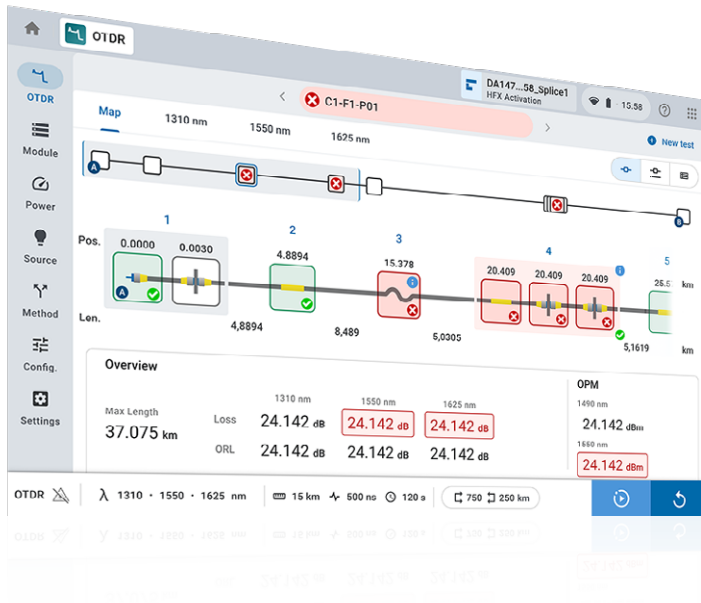 OTDR
DA147...58_Splice1
HFX Activation
15.58
C1-F1-P01
New test
OTDR
Module
Power
Source
Method
Config.
Settings
Map
1310 nm
1550 nm
1625 nm
A
B
1
2
3
4
5
Pos.
0.0000
0.0030
4.8894
15.378
20.409
20.409
20.409
25.5
km
A
Len.
4,8894
8,489
5,0305
5,1619
km
Overview
1310 nm
1550 nm
1625 nm
Max Length
37.075 km
Loss
24.142 dB
24.142 dB
24.142 dB
ORL
24.142 dB
24.142 dB
24.142 dB
OPM
1490 nm
24.142 dBm
24.142 dBm
OTDR
λ 1310 · 1550 · 1625 nm
15 km
500 ns
120 s
750
250 km